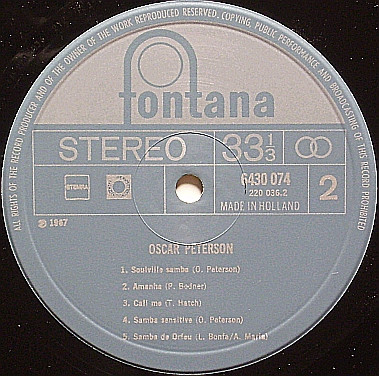 ALL RIGHTS OF THE RECORD PRODUCER AND OF THE OWNER OF THE WORK REPRODUCED RESERVED. COPYING, PUBLIC PERFORMANCE AND BROADCASTING OF THIS RECORD PROHIBITED
fontana
STEREO 33 1/3
STEMRA 6430 074 2
220 036.2
MADE IN HOLLAND
℗ 1967
OSCAR PETERSON
1. Soulville samba (O. Peterson)
2. Amanha (P. Bodner)
3. Call me (T. Hatch)
4. Samba sensitive (O. Peterson)
5. Samba de Orfeu (L. Bonfa/A. Maria)